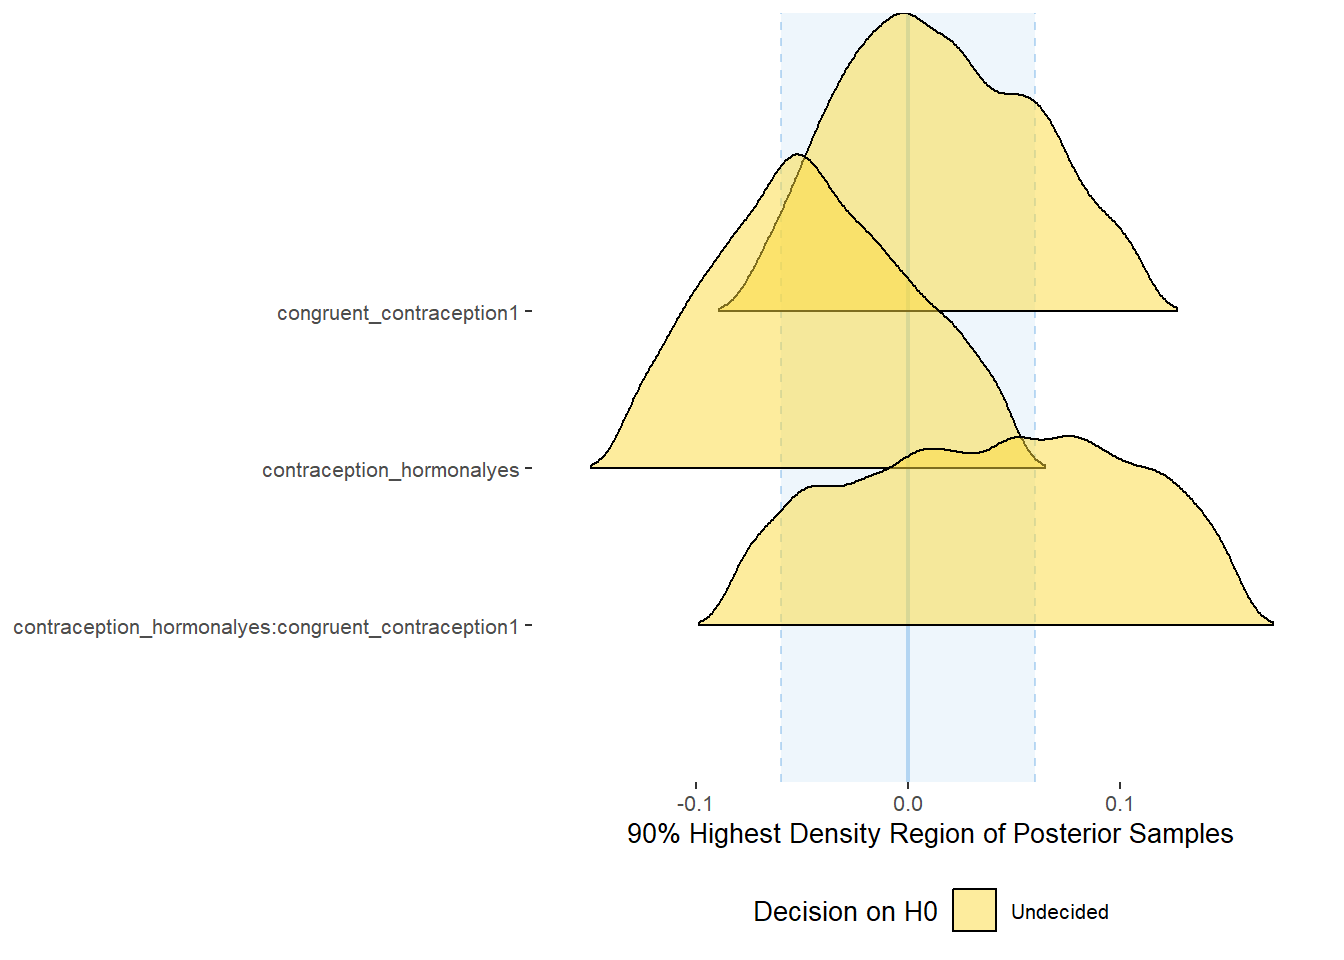 congruent_contraception1
contraception_hormonalyes
contraception_hormonalyes:congruent_contraception1
-0.1 0.0 0.1
90% Highest Density Region of Posterior Samples
Decision on H0 Undecided